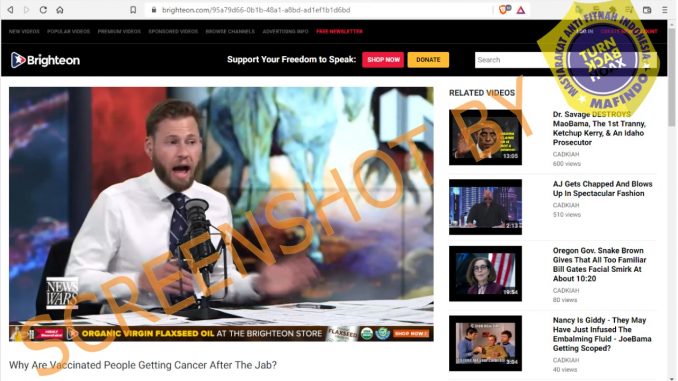 brighteon.com/95a79d66-0b1b-48a1-a8bd-ad1ef1b1d6bd
NEW VIDEOS POPULAR VIDEOS PREMIUM VIDEOS SPONSORED VIDEOS BROWSE CHANNELS ADVERTISING INFO FREE NEWSLETTER
Brighteon
Support Your Freedom to Speak:
SHOP NOW
DONATE
Search
MASYARAKAT ANTI FITNAH INDONESIA
TURN BACK HOAX
MAFINDO
SCREENSHOT BY
NEWS
WARS
ORGANIC VIRGIN FLAXSEED OIL AT THE BRIGHTEON STORE
FLAXSEED
SHOP NOW
Why Are Vaccinated People Getting Cancer After The Jab?
RELATED VIDEOS
13:05
Dr. Savage DESTROYS
MaoBama, The 1st Tranny,
Ketchup Kerry, & An Idaho
Prosecutor
CADKIAH
600 views
2:13
AJ Gets Chapped And Blows
Up In Spectacular Fashion
CADKIAH
510 views
19:54
Oregon Gov. Snake Brown
Gives That All Too Familiar
Bill Gates Facial Smirk At
About 10:20
CADKIAH
60 views
3:04
Nancy Is Giddy - They May
Have Just Infused The
Embalming Fluid - JoeBama
Getting Scoped?
CADKIAH
40 views